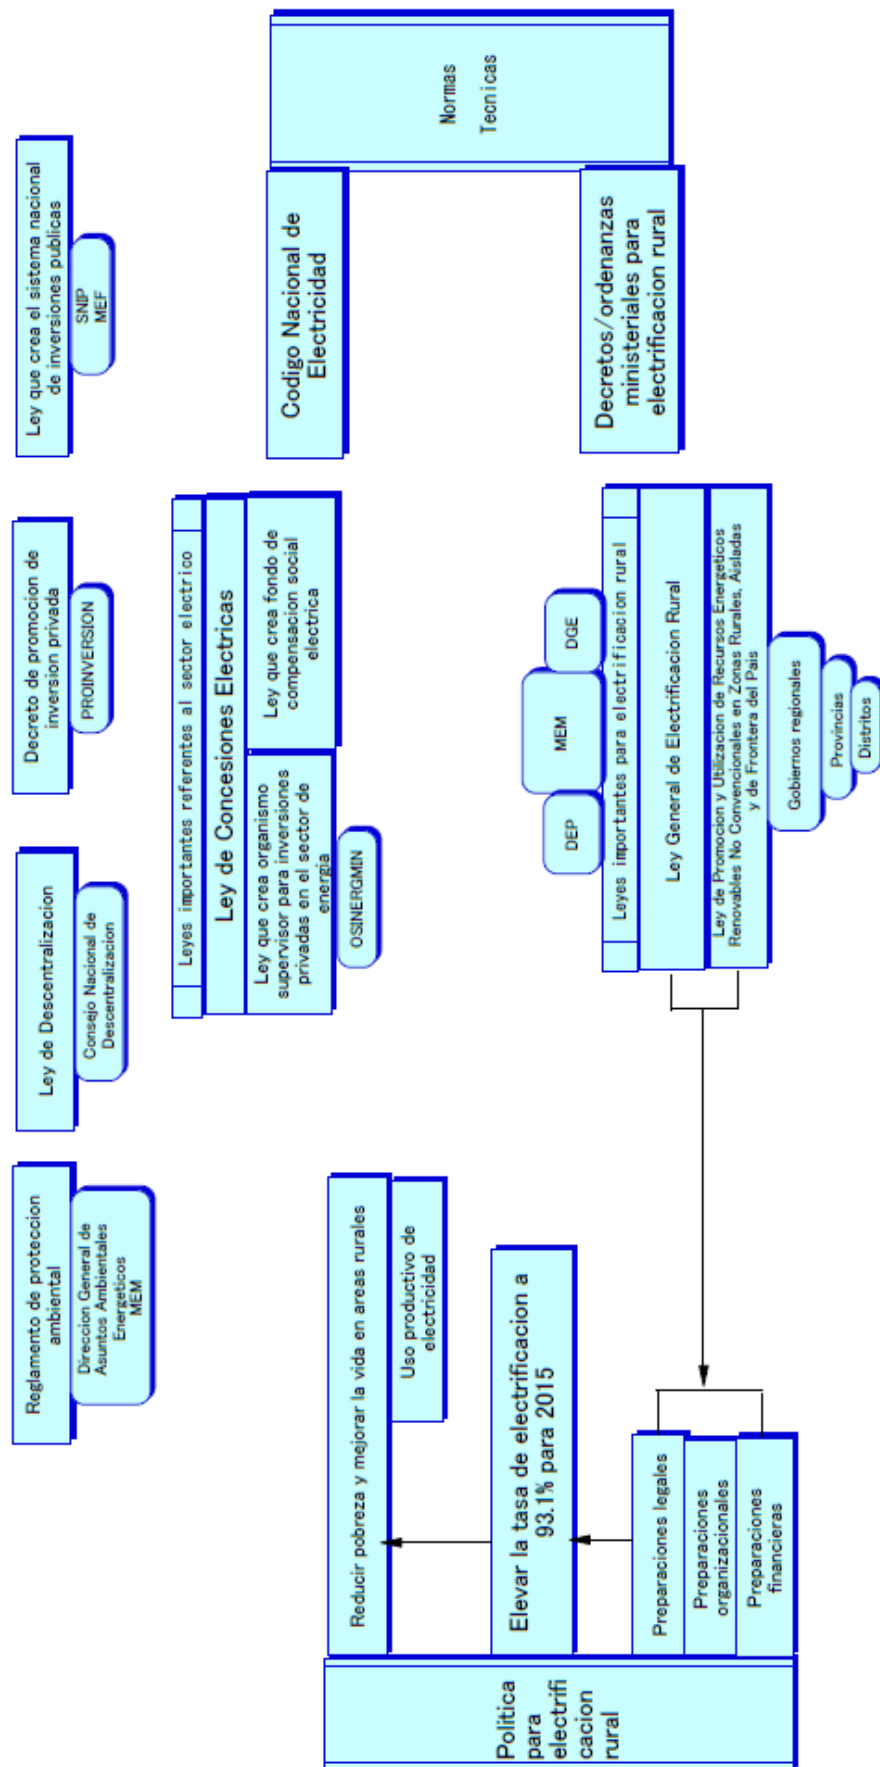 Reglamento de proteccion
ambiental
Direccion General de
Asuntos Ambientales
Energeticos
MEM
Ley de Descentralizacion
Consejo Nacional de
Descentralizacion
Decreto de promocion de
inversion privada
PROINVERSION
Ley que crea el sistema nacional
de inversiones publicas
SNIP
MEF
Leyes importantes referentes al sector electrico
Ley de Concesiones Electricas
Ley que crea organismo
supervisor para inversiones
privadas en el sector de
energia
OSINERGMIN
Ley que crea fondo de
compensacion social
electrica
Codigo Nacional de
Electricidad
Normas
Tecnicas
Decretos/ordenanzas
ministeriales para
electrificacion rural
Politica
para
electrifi
cacion
rural
Reducir pobreza y mejorar la vida en areas rurales
Uso productivo de
electricidad
Elevar la tasa de electrificacion a
93.1% para 2015
Preparaciones legales
Preparaciones
organizacionales
Preparaciones
financieras
DEP
MEM
DGE
Leyes importantes para electrificacion rural
Ley General de Electrificacion Rural
Ley de Promocion y Utilizacion de Recursos Energeticos
Renovables No Convencionales en Zonas Rurales, Aisladas
y de Frontera del Pais
Gobiernos regionales
Provincias
Distritos